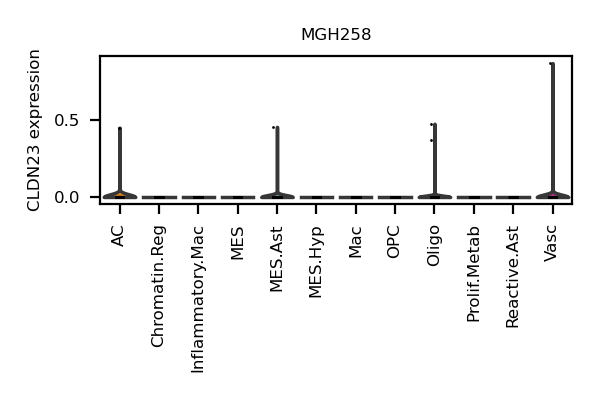 MGH258
CLDN23 expression
0.5
0.0
AC
Chromatin.Reg
Inflammatory.Mac
MES
MES.Ast
MES.Hyp
Mac
OPC
Oligo
Prolif.Metab
Reactive.Ast
Vasc